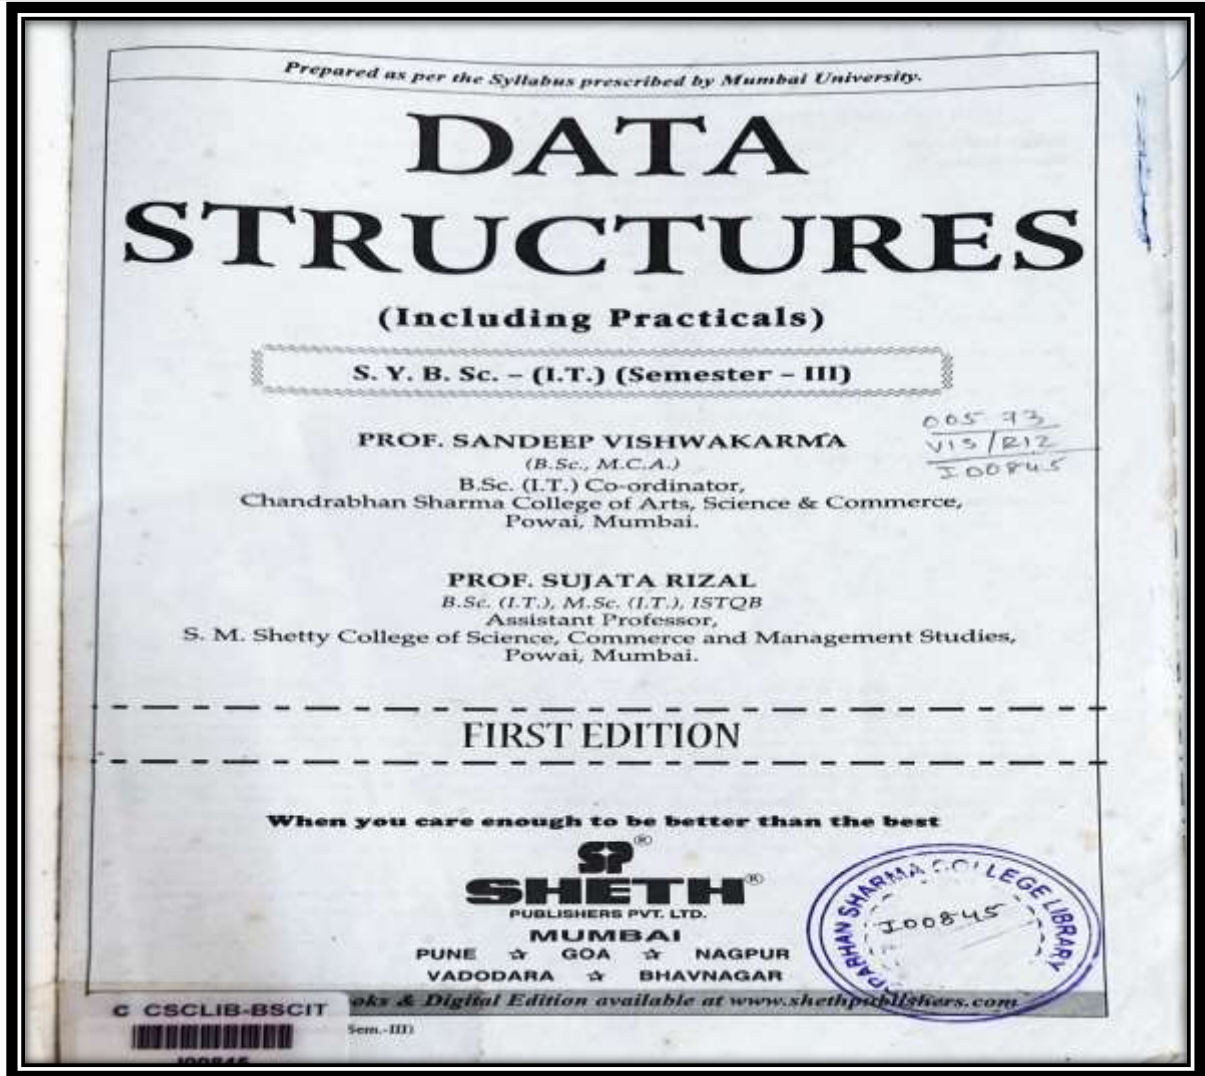 Prepared as per the Syllabus prescribed by Mumbai University.
DATA
STRUCTURES
(Including Practicals)
S. Y. B. Sc. – (I.T.) (Semester – III)
005.73
VIS/RIZ
I00845
PROF. SANDEEP VISHWAKARMA
(B.Sc., M.C.A.)
B.Sc. (I.T.) Co-ordinator,
Chandrabhan Sharma College of Arts, Science & Commerce,
Powai, Mumbai.
PROF. SUJATA RIZAL
B.Sc. (I.T.), M.Sc. (I.T.), ISTQB
Assistant Professor,
S. M. Shetty College of Science, Commerce and Management Studies,
Powai, Mumbai.
FIRST EDITION
When you care enough to be better than the best
SHETH®
PUBLISHERS PVT. LTD.
MUMBAI
PUNE ☆ GOA ☆ NAGPUR
VADODARA ☆ BHAVNAGAR
SHARMA COLLEGE LIBRARY
I00845
& Digital Edition available at www.shethpublishers.com
C CSCLIB-BSCIT
Sem.-III)
I00845